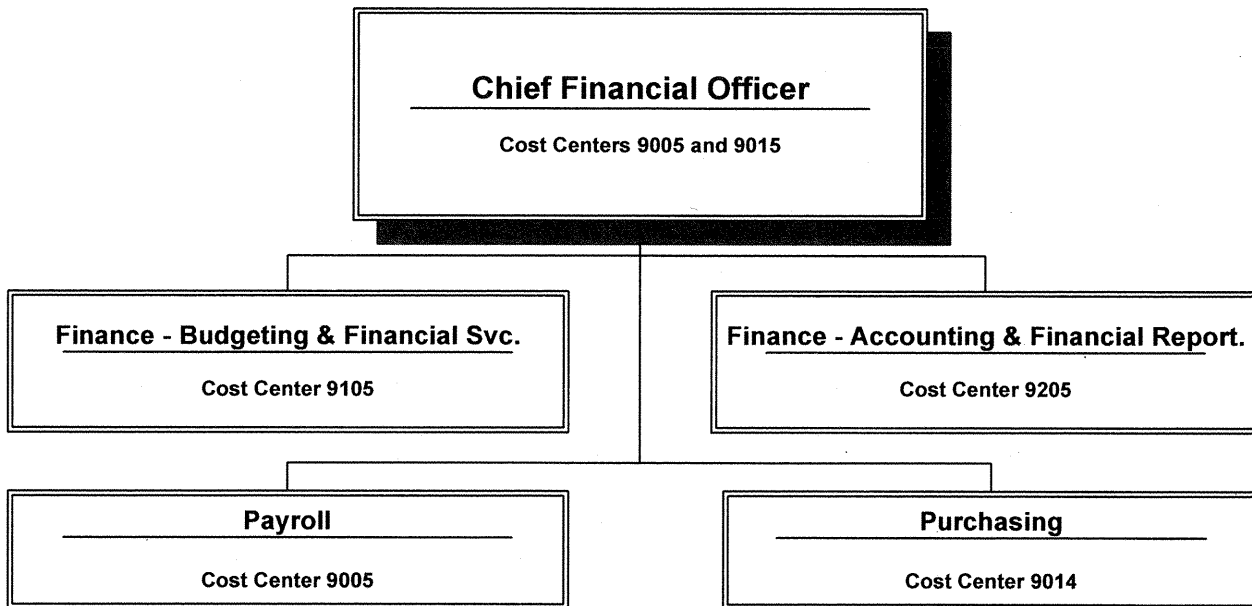 Chief Financial Officer
Cost Centers 9005 and 9015
Finance - Budgeting & Financial Svc.
Cost Center 9105
Finance - Accounting & Financial Report.
Cost Center 9205
Payroll
Cost Center 9005
Purchasing
Cost Center 9014